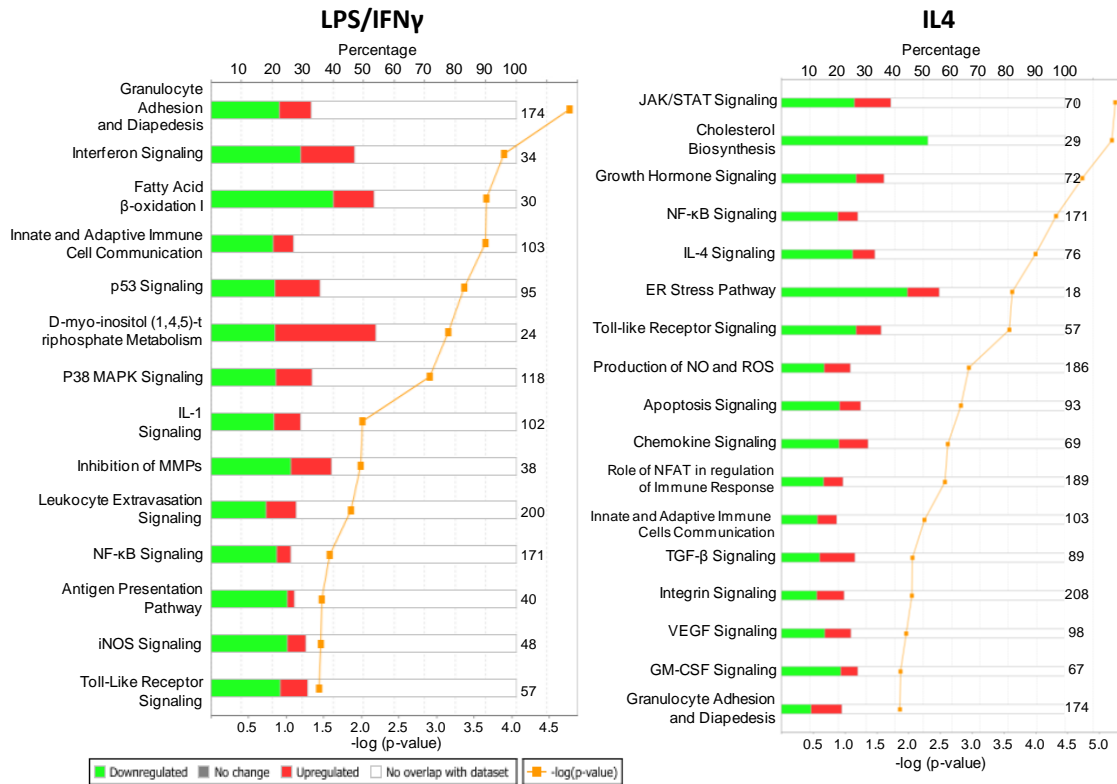 LPS/IFNγ
Percentage
10 20 30 40 50 60 70 80 90 100
Granulocyte
Adhesion
and Diapedesis
174
Interferon Signaling
34
Fatty Acid
β-oxidation I
30
Innate and Adaptive Immune
Cell Communication
103
p53 Signaling
95
D-myo-inositol (1,4,5)-t
riphosphate Metabolism
24
P38 MAPK Signaling
118
IL-1
Signaling
102
Inhibition of MMPs
38
Leukocyte Extravasation
Signaling
200
NF-κB Signaling
171
Antigen Presentation
Pathway
40
iNOS Signaling
48
Toll-Like Receptor
Signaling
57
0.5 1.0 1.5 2.0 2.5 3.0 3.5 4.0 4.5
-log (p-value)
Downregulated No change Upregulated No overlap with dataset -log(p-value)
IL4
Percentage
10 20 30 40 50 60 70 80 90 100
JAK/STAT Signaling
70
Cholesterol
Biosynthesis
29
Growth Hormone Signaling
72
NF-κB Signaling
171
IL-4 Signaling
76
ER Stress Pathway
18
Toll-like Receptor Signaling
57
Production of NO and ROS
186
Apoptosis Signaling
93
Chemokine Signaling
69
Role of NFAT in regulation
of Immune Response
189
Innate and Adaptive Immune
Cells Communication
103
TGF-β Signaling
89
Integrin Signaling
208
VEGF Signaling
98
GM-CSF Signaling
67
Granulocyte Adhesion
and Diapedesis
174
0.5 1.0 1.5 2.0 2.5 3.0 3.5 4.0 4.5 5.0
-log (p-value)